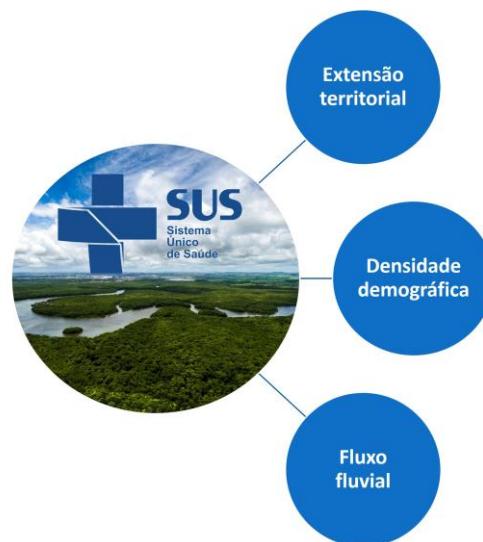 Extensão
territorial
SUS
Sistema
Único
de Saúde
Densidade
demográfica
Fluxo
fluvial